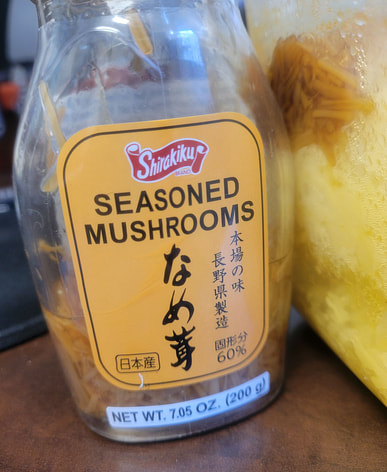 Shirakiku
SEASONED
MUSHROOMS
なめ茸
本場の味
長野県製造
固形分
60%
日本産
NET WT. 7.05 OZ. (200 g)